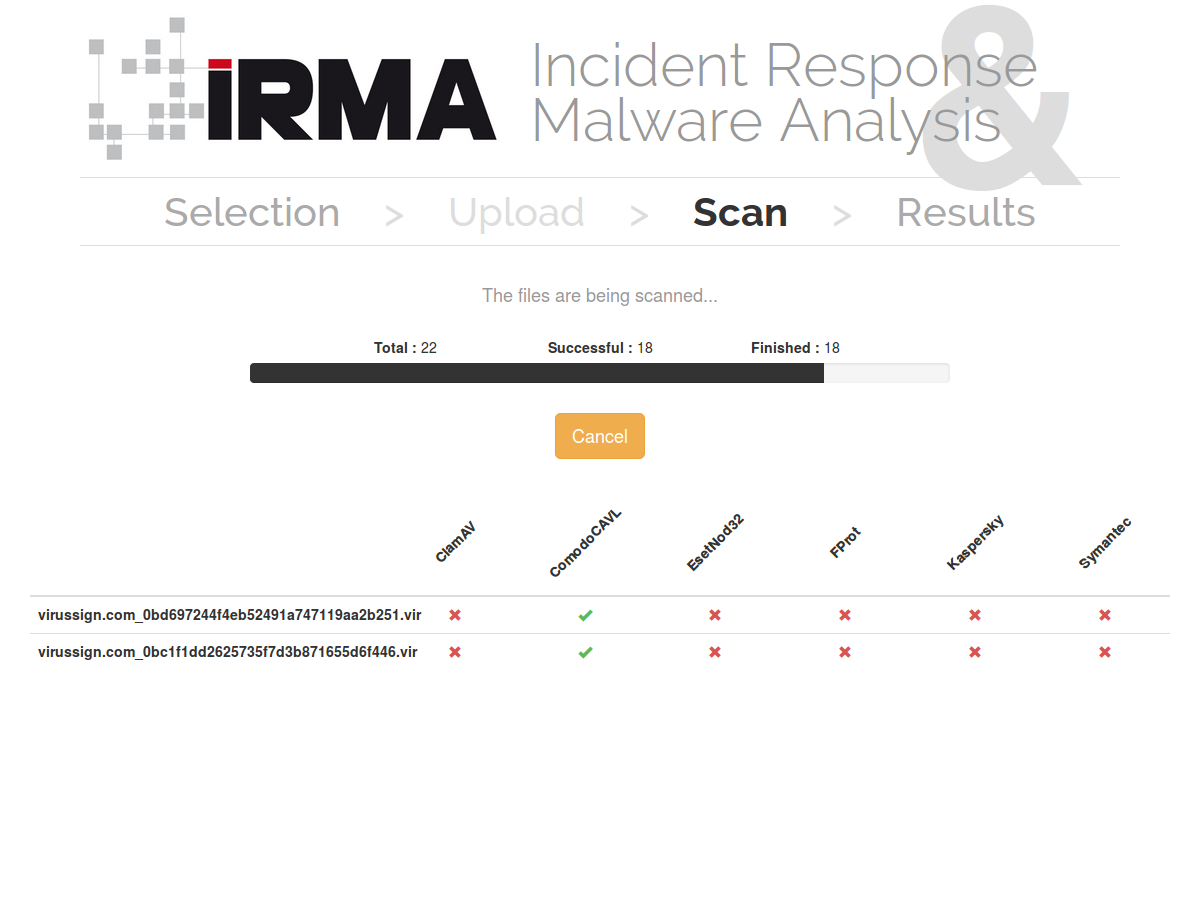 IRMA
Incident Response
&
Malware Analysis
Selection > Upload > Scan > Results
The files are being scanned...
Total : 22 Successful : 18 Finished : 18
Cancel
ClamAV ComodoCAVL EsetNod32 FProt Kaspersky Symantec
virussign.com_0bd697244f4eb52491a747119aa2b251.vir
virussign.com_0bc1f1dd2625735f7d3b871655d6f446.vir